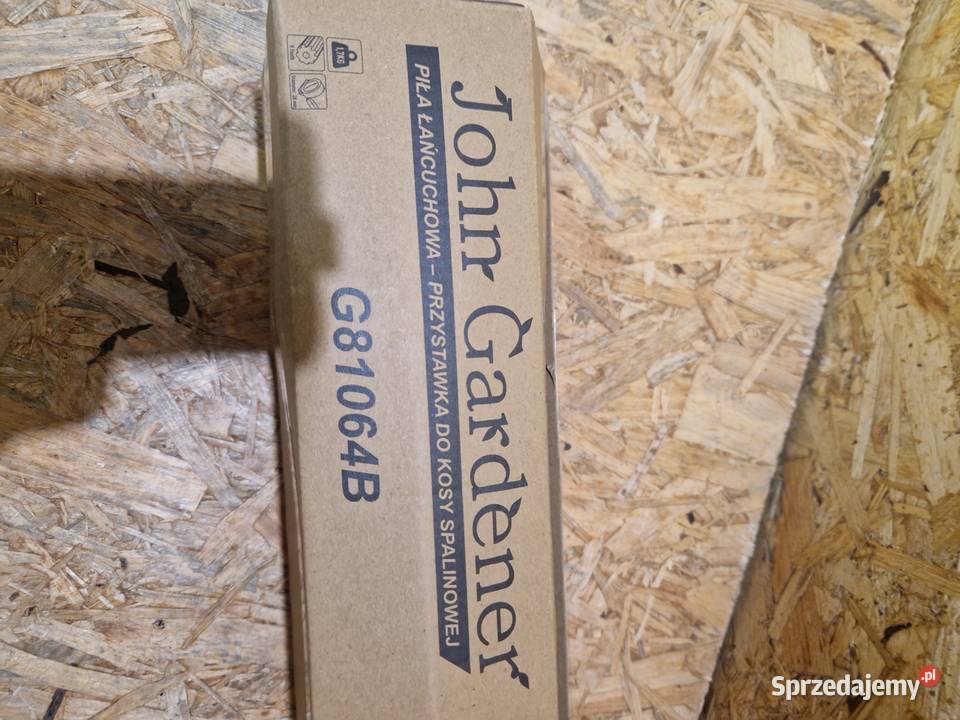 John Gardener
PIŁA ŁAŃCUCHOWA – PRZYSTAWKA DO KOSY SPALINOWEJ
G81064B
1,7KG
Sprzedajemy.pl